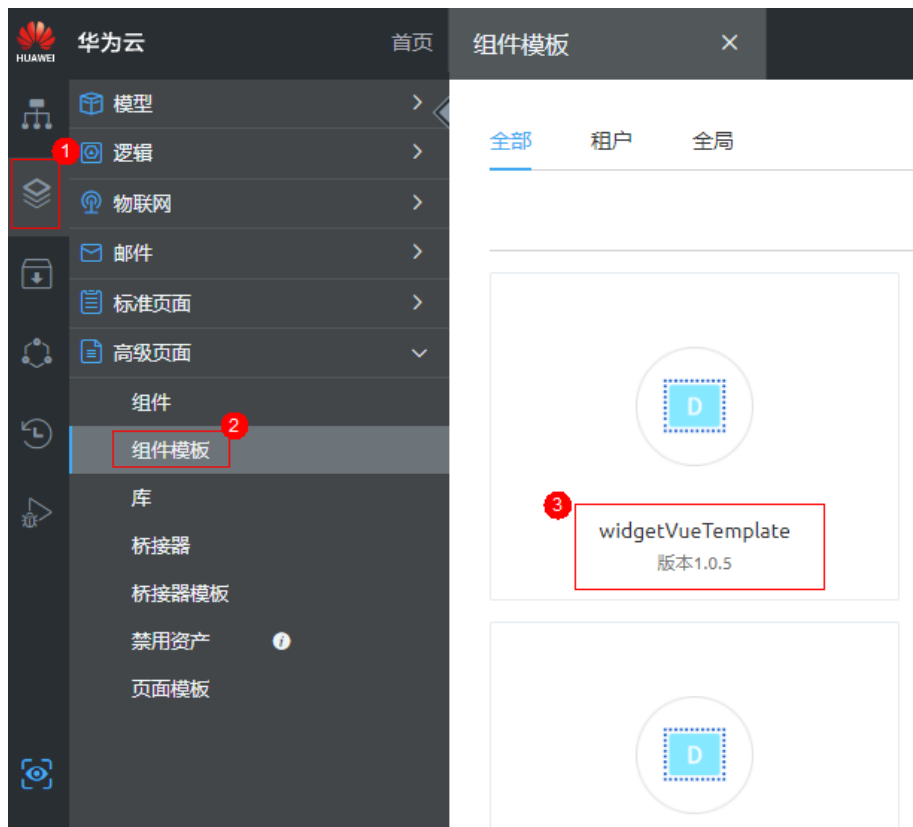 华为云
首页
组件模板
HUAWEI
模型
逻辑
1
物联网
邮件
标准页面
高级页面
组件
2
组件模板
库
桥接器
桥接器模板
禁用资产
i
页面模板
全部
租户
全局
D
3
widgetVueTemplate
版本1.0.5
D